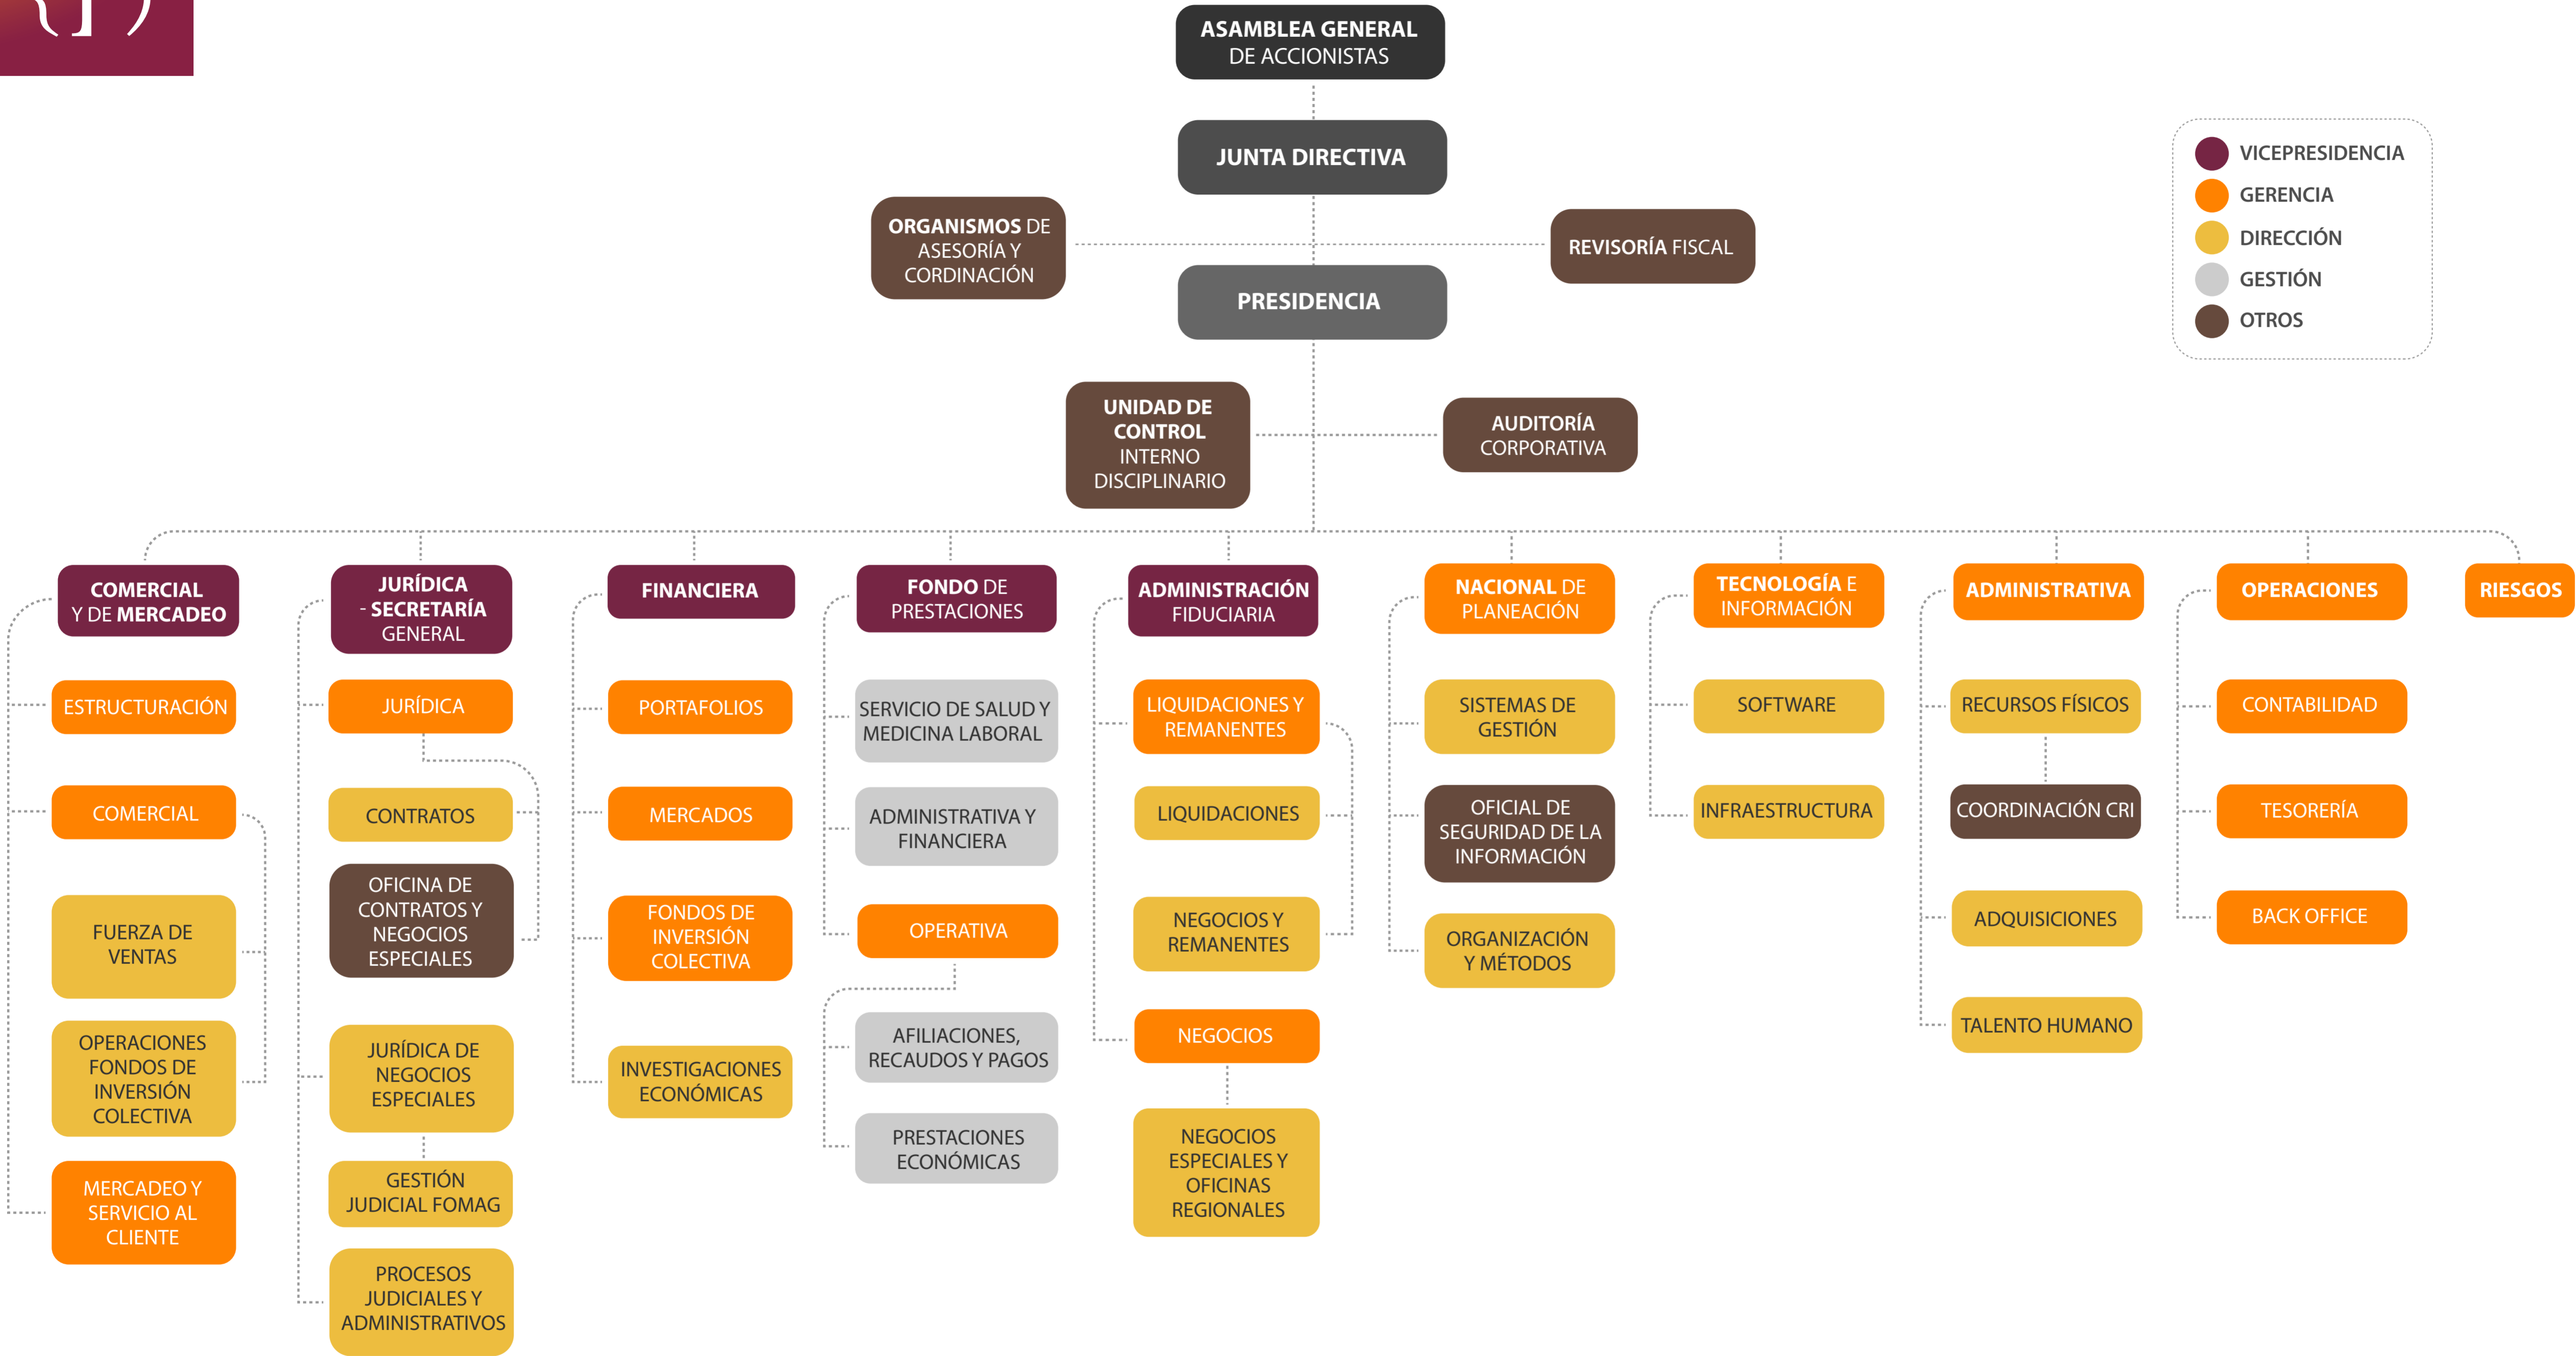 ASAMBLEA GENERAL
DE ACCIONISTAS
JUNTA DIRECTIVA
VICEPRESIDENCIA
GERENCIA
DIRECCIÓN
GESTIÓN
OTROS
ORGANISMOS DE
ASESORÍA Y
CORDINACIÓN
REVISORÍA FISCAL
PRESIDENCIA
UNIDAD DE
CONTROL
INTERNO
DISCIPLINARIO
AUDITORÍA
CORPORATIVA
COMERCIAL
Y DE MERCADEO
ESTRUCTURACIÓN
COMERCIAL
FUERZA DE
VENTAS
OPERACIONES
FONDOS DE
INVERSIÓN
COLECTIVA
MERCADEO Y
SERVICIO AL
CLIENTE
JURÍDICA
- SECRETARÍA
GENERAL
JURÍDICA
CONTRATOS
OFICINA DE
CONTRATOS Y
NEGOCIOS
ESPECIALES
JURÍDICA DE
NEGOCIOS
ESPECIALES
GESTIÓN
JUDICIAL FOMAG
PROCESOS
JUDICIALES Y
ADMINISTRATIVOS
FINANCIERA
PORTAFOLIOS
MERCADOS
FONDOS DE
INVERSIÓN
COLECTIVA
INVESTIGACIONES
ECONÓMICAS
FONDO DE
PRESTACIONES
SERVICIO DE SALUD Y
MEDICINA LABORAL
ADMINISTRATIVA Y
FINANCIERA
OPERATIVA
AFILIACIONES,
RECAUDOS Y PAGOS
PRESTACIONES
ECONÓMICAS
ADMINISTRACIÓN
FIDUCIARIA
LIQUIDACIONES Y
REMANENTES
LIQUIDACIONES
NEGOCIOS Y
REMANENTES
NEGOCIOS
NEGOCIOS
ESPECIALES Y
OFICINAS
REGIONALES
NACIONAL DE
PLANEACIÓN
SISTEMAS DE
GESTIÓN
OFICIAL DE
SEGURIDAD DE LA
INFORMACIÓN
ORGANIZACIÓN
Y MÉTODOS
TECNOLOGÍA E
INFORMACIÓN
SOFTWARE
INFRAESTRUCTURA
ADMINISTRATIVA
RECURSOS FÍSICOS
COORDINACIÓN CRI
ADQUISICIONES
TALENTO HUMANO
OPERACIONES
CONTABILIDAD
TESORERÍA
BACK OFFICE
RIESGOS